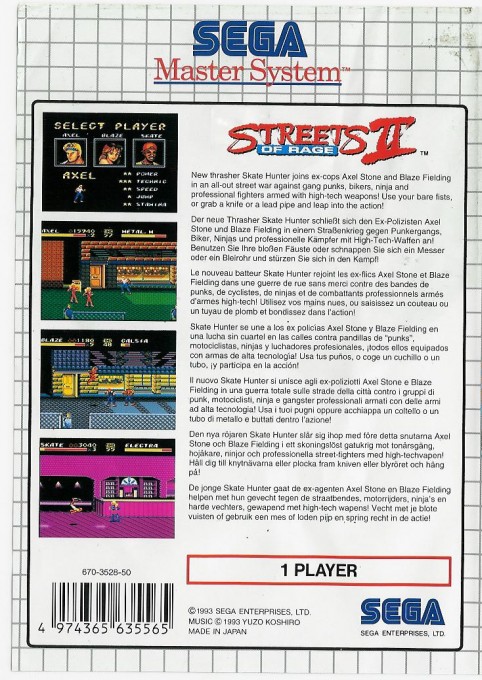 SEGA
Master System™
SELECT PLAYER
AXEL BLAZE SKATE
AXEL
★★ POWER
★★★ TECHNIC
★★ SPEED
★ JUMP
★★ STAMINA
STREETS OF RAGE II™
New thrasher Skate Hunter joins ex-cops Axel Stone and Blaze Fielding
in an all-out street war against gang punks, bikers, ninja and
professional fighters armed with high-tech weapons! Use your bare fists,
or grab a knife or a lead pipe and leap into the action!
Der neue Thrasher Skate Hunter schließt sich den Ex-Polizisten Axel
Stone und Blaze Fielding in einem Straßenkrieg gegen Punkergangs,
Biker, Ninjas und professionelle Kämpfer mit High-Tech-Waffen an!
Benutzen Sie Ihre bloßen Fäuste oder schnappen Sie sich ein Messer
oder ein Bleirohr und stürzen Sie sich in den Kampf!
Le nouveau batteur Skate Hunter rejoint les ex-flics Axel Stone et Blaze
Fielding dans une guerre de rue sans merci contre des bandes de
punks, de cyclistes, de ninjas et de combattants professionnels armés
d'armes high-tech! Utilisez vos mains nues, ou saisissez un couteau ou
un tuyau de plomb et bondissez dans l'action!
Skate Hunter se une a los ex policias Axel Stone y Blaze Fielding en
una lucha sin cuartel en las calles contra pandillas de "punks",
motociclistas, ninjas y luchadores profesionales, ¡todos ellos equipados
con armas de alta tecnología! Usa tus puños, o coge un cuchillo o un
tubo, ¡y participa en la acción!
Il nuovo Skate Hunter si unisce agli ex-poliziotti Axel Stone e Blaze
Fielding in una guerra totale sulle strade della città contro i gruppi di
punk, motociclisti, ninja e gangster professionali armati con delle armi
ad alta tecnologia! Usa i tuoi pugni oppure acchiappa un coltello o un
tubo di metallo e buttati dentro l'azione!
Den nya röjaren Skate Hunter slår sig ihop med före detta snutarna Axel
Stone och Blaze Fielding i ett skoningslöst gatukrig mot tonårsgäng,
hojåkare, ninjor och professionella street-fighters med high-techvapen!
Håll dig till knytnävarna eller plocka fram kniven eller blyröret och häng
på!
De jonge Skate Hunter gaat de ex-agenten Axel Stone en Blaze Fielding
helpen met hun gevecht tegen de straatbendes, motorrijders, ninja's en
harde vechters, gewapend met high-tech wapens! Vecht met je blote
vuisten of gebruik een mes of loden pijp en spring recht in de actie!
AXEL 15940 METAL.M
BLAZE 001180 GALSIA
SKATE 003040 ELECTRA
1 PLAYER
670-3528-50
4 974365 635565
©1993 SEGA ENTERPRISES, LTD.
MUSIC © 1993 YUZO KOSHIRO
MADE IN JAPAN
SEGA
SEGA ENTERPRISES, LTD.